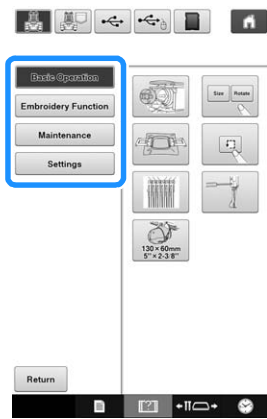 Basic Operation
Size Rotate
Embroidery Function
Maintenance
Settings
130×60mm
5"×2-3/8"
Return